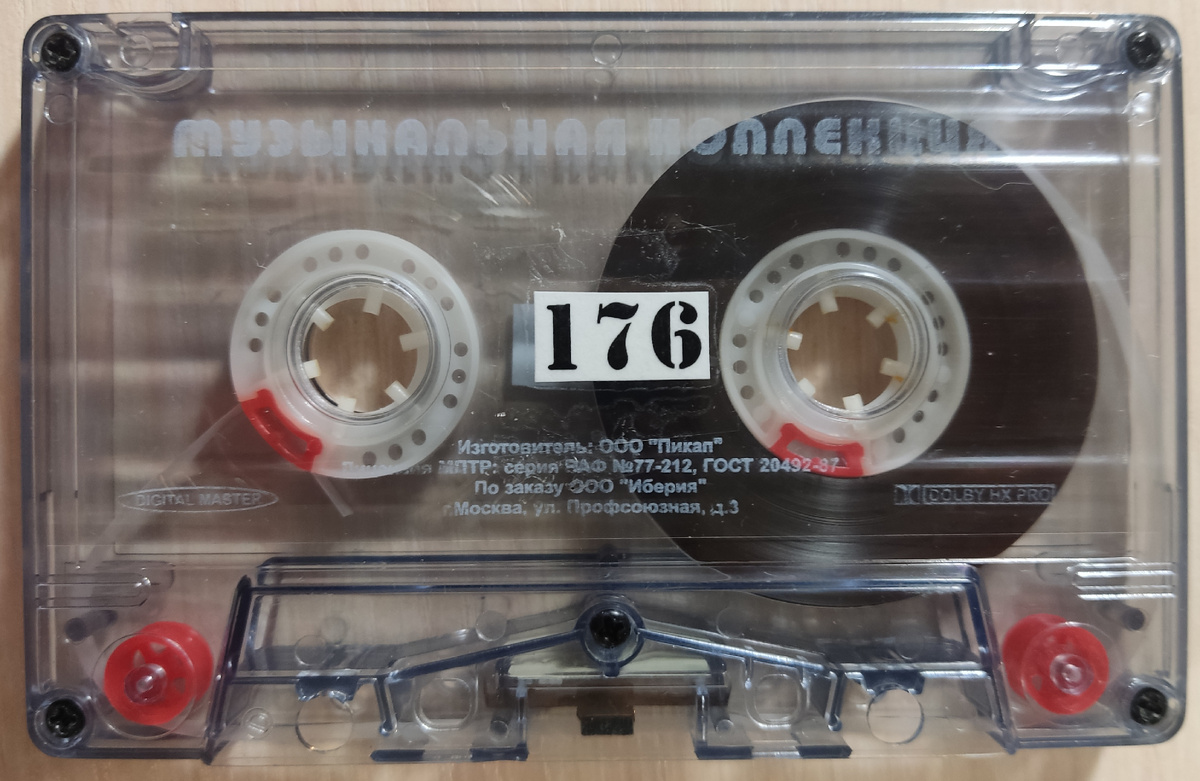 МУЗЫКАЛЬНАЯ КОЛЛЕКЦИЯ
176
Изготовитель: ООО "Пикап"
Лицензия МПТР: серия ВАФ №77-212, ГОСТ 20492-87
По заказу ООО "Иберия"
г.Москва, ул. Профсоюзная, д.3
DIGITAL MASTER
DOLBY HX PRO